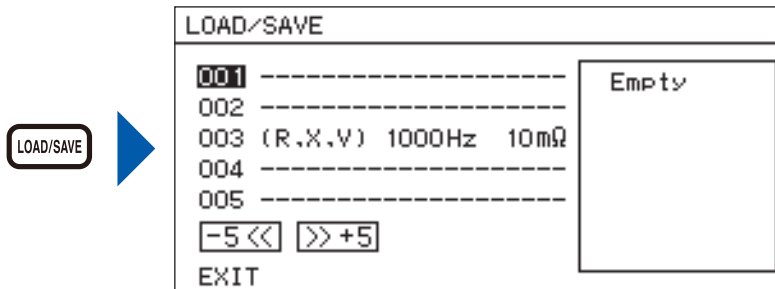 LOAD/SAVE
LOAD/SAVE
001 -------------------
002 -------------------
003 (R,X,V) 1000Hz 10mΩ
004 -------------------
005 -------------------
-5<< >>+5
EXIT
Empty